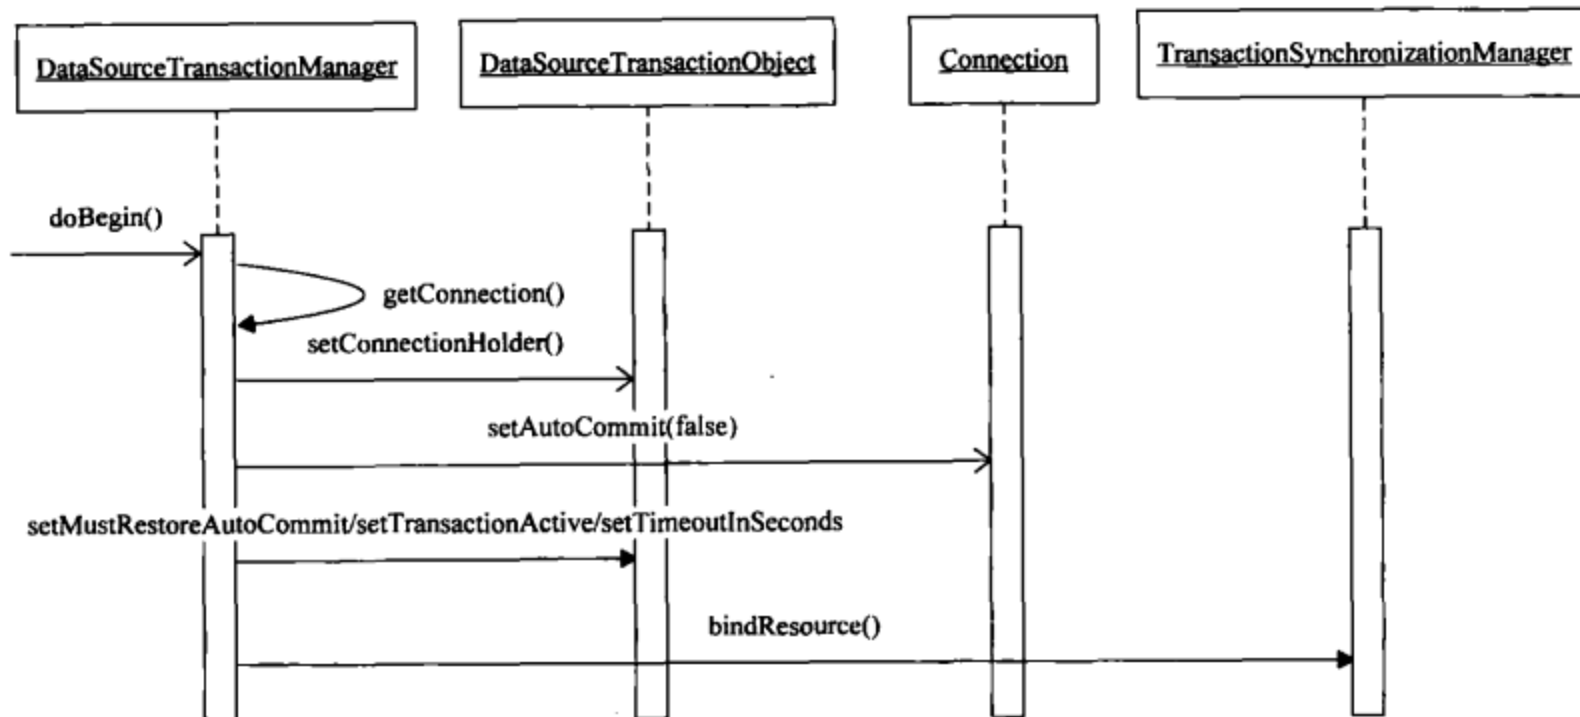 DataSourceTransactionManager
DataSourceTransactionObject
Connection
TransactionSynchronizationManager
doBegin()
getConnection()
setConnectionHolder()
setAutoCommit(false)
setMustRestoreAutoCommit/setTransactionActive/setTimeoutInSeconds
bindResource()